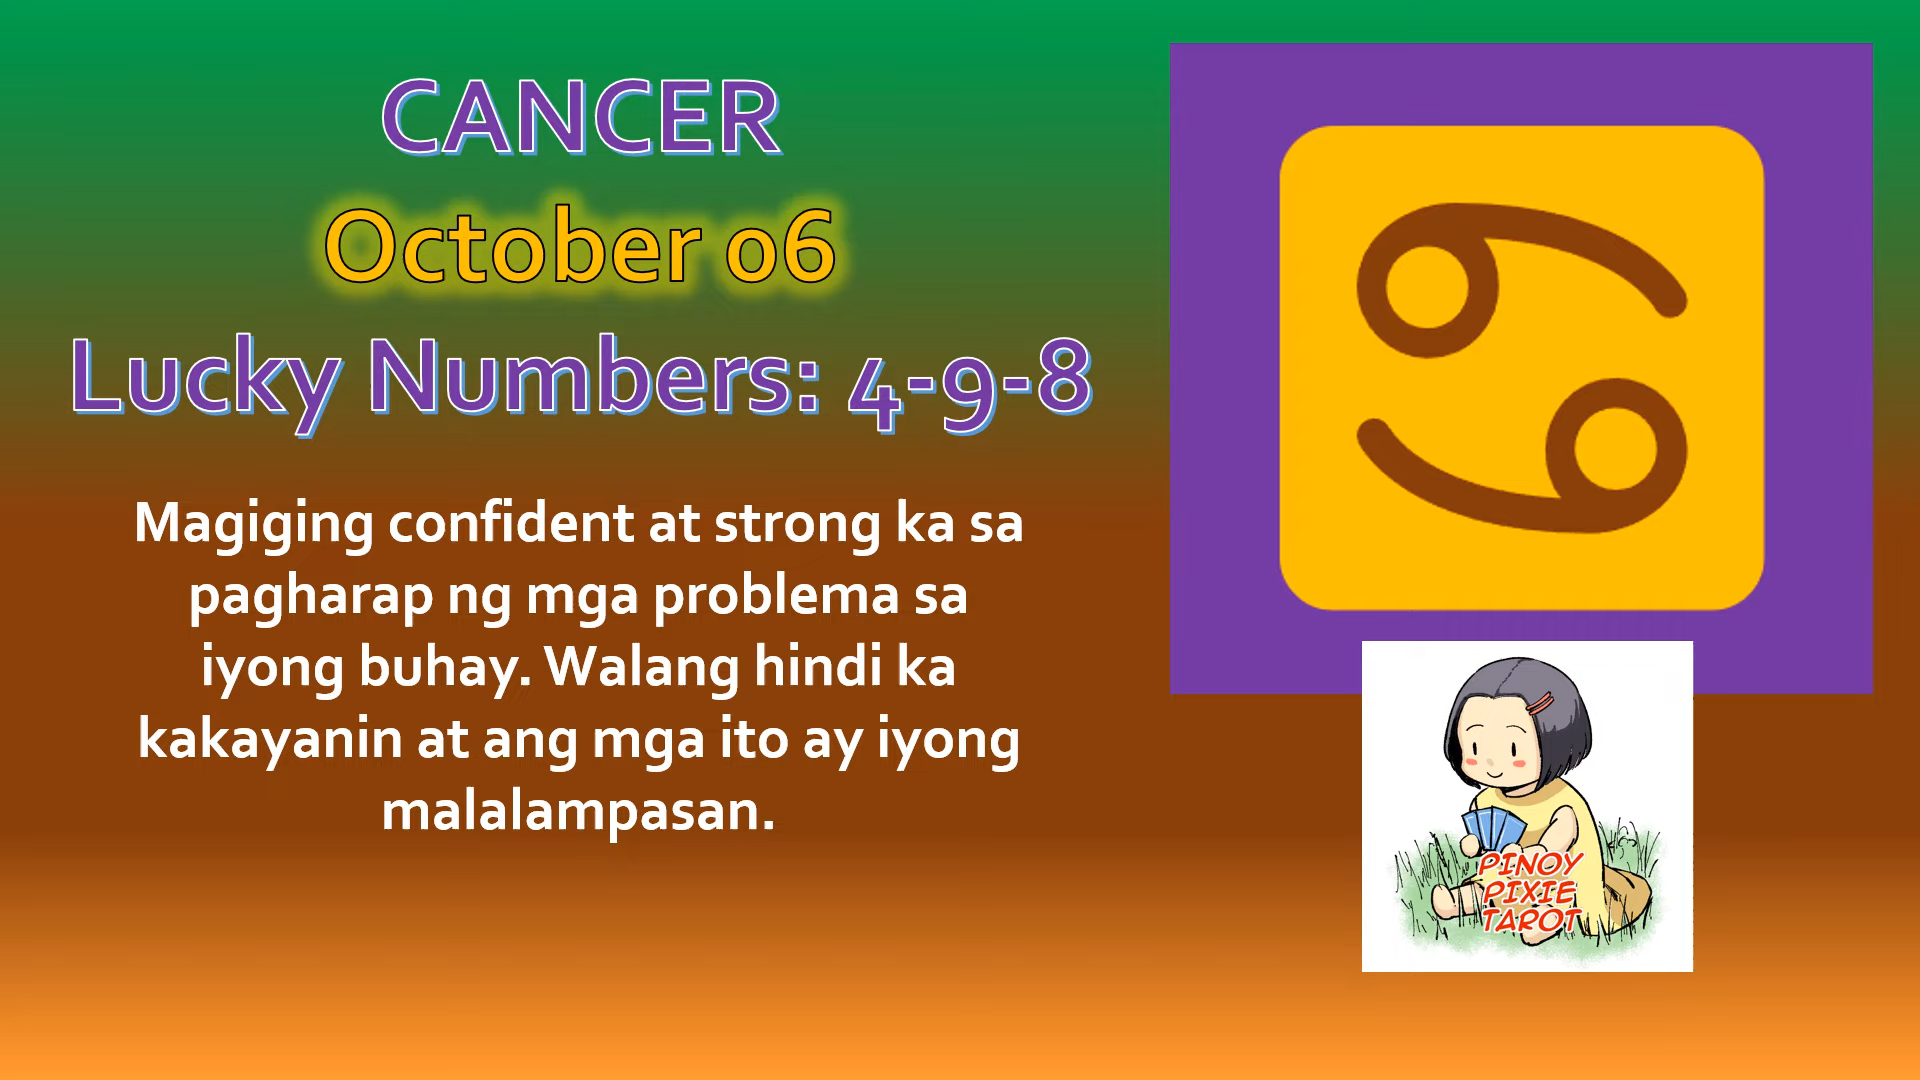 CANCER
October 06
Lucky Numbers: 4-9-8
Magiging confident at strong ka sa
pagharap ng mga problema sa
iyong buhay. Walang hindi ka
kakayanin at ang mga ito ay iyong
malalampasan.
PINOY
PIXIE
TAROT